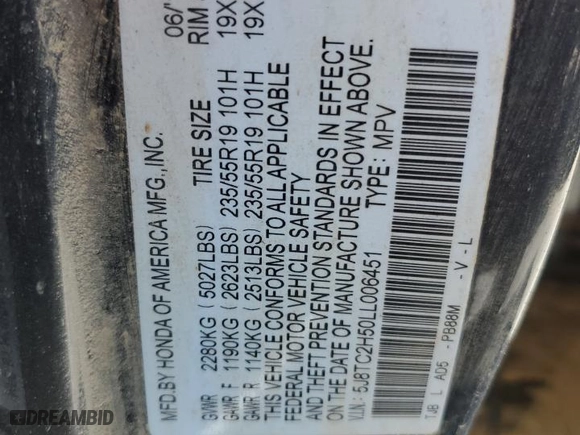 MFD.BY HONDA OF AMERICA MFG.,INC. 06/
TIRE SIZE RIM
GVWR 2280KG (5027LBS)
GAWR F 1190KG (2623LBS) 235/55R19 101H 19X
GAWR R 1140KG (2513LBS) 235/55R19 101H 19X
THIS VEHICLE CONFORMS TO ALL APPLICABLE
FEDERAL MOTOR VEHICLE SAFETY
AND THEFT PREVENTION STANDARDS IN EFFECT
ON THE DATE OF MANUFACTURE SHOWN ABOVE.
V.I.N.: 5J8TC2H50LL006451 TYPE: MPV
TJB L AD5 -PB88M -V-L
DREAMBID